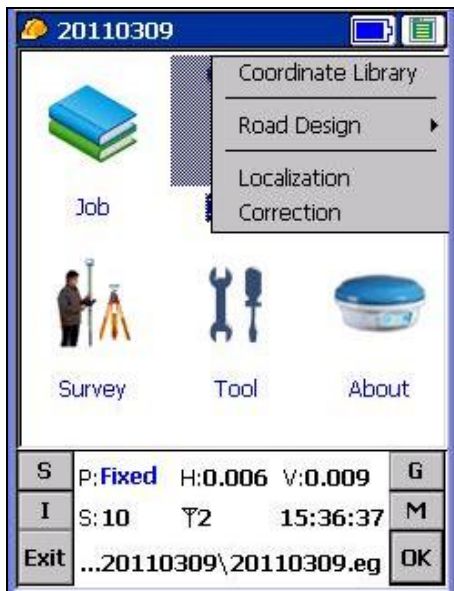 20110309
Coordinate Library
Road Design
Localization
Correction
Job
Survey
Tool
About
S
P:Fixed H:0.006 V:0.009
G
I
S:10 2 15:36:37
M
Exit
...20110309\20110309.eg
OK